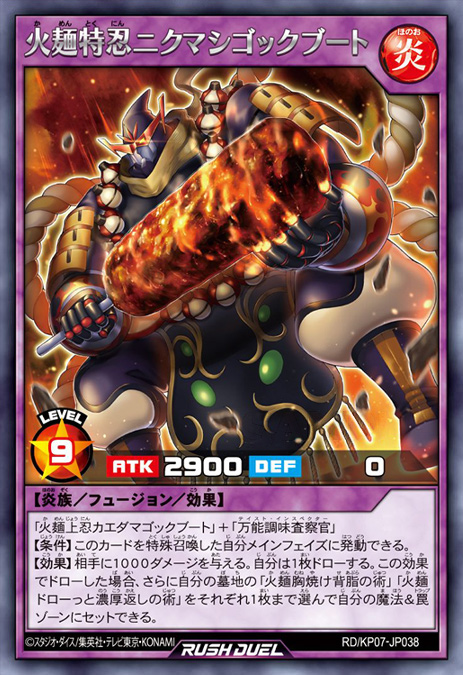 か めん とく にん
火麺特忍ニクマシゴックブート
ほのお
炎
LEVEL
9
ATK 2900 DEF 0
【炎族／フュージョン／効果】
「火麺上忍カエダマゴックブート」＋「万能調味査察官」
【条件】このカードを特殊召喚した自分メインフェイズに発動できる。
【効果】相手に1000ダメージを与える。自分は1枚ドローする。この効果
でドローした場合、さらに自分の墓地の「火麺胸焼け背脂の術」「火麺
ドローっと濃厚返しの術」をそれぞれ1枚まで選んで自分の魔法&罠
ゾーンにセットできる。
©スタジオ・ダイス/集英社・テレビ東京・KONAMI
RUSH DUEL
RD/KP07-JP038